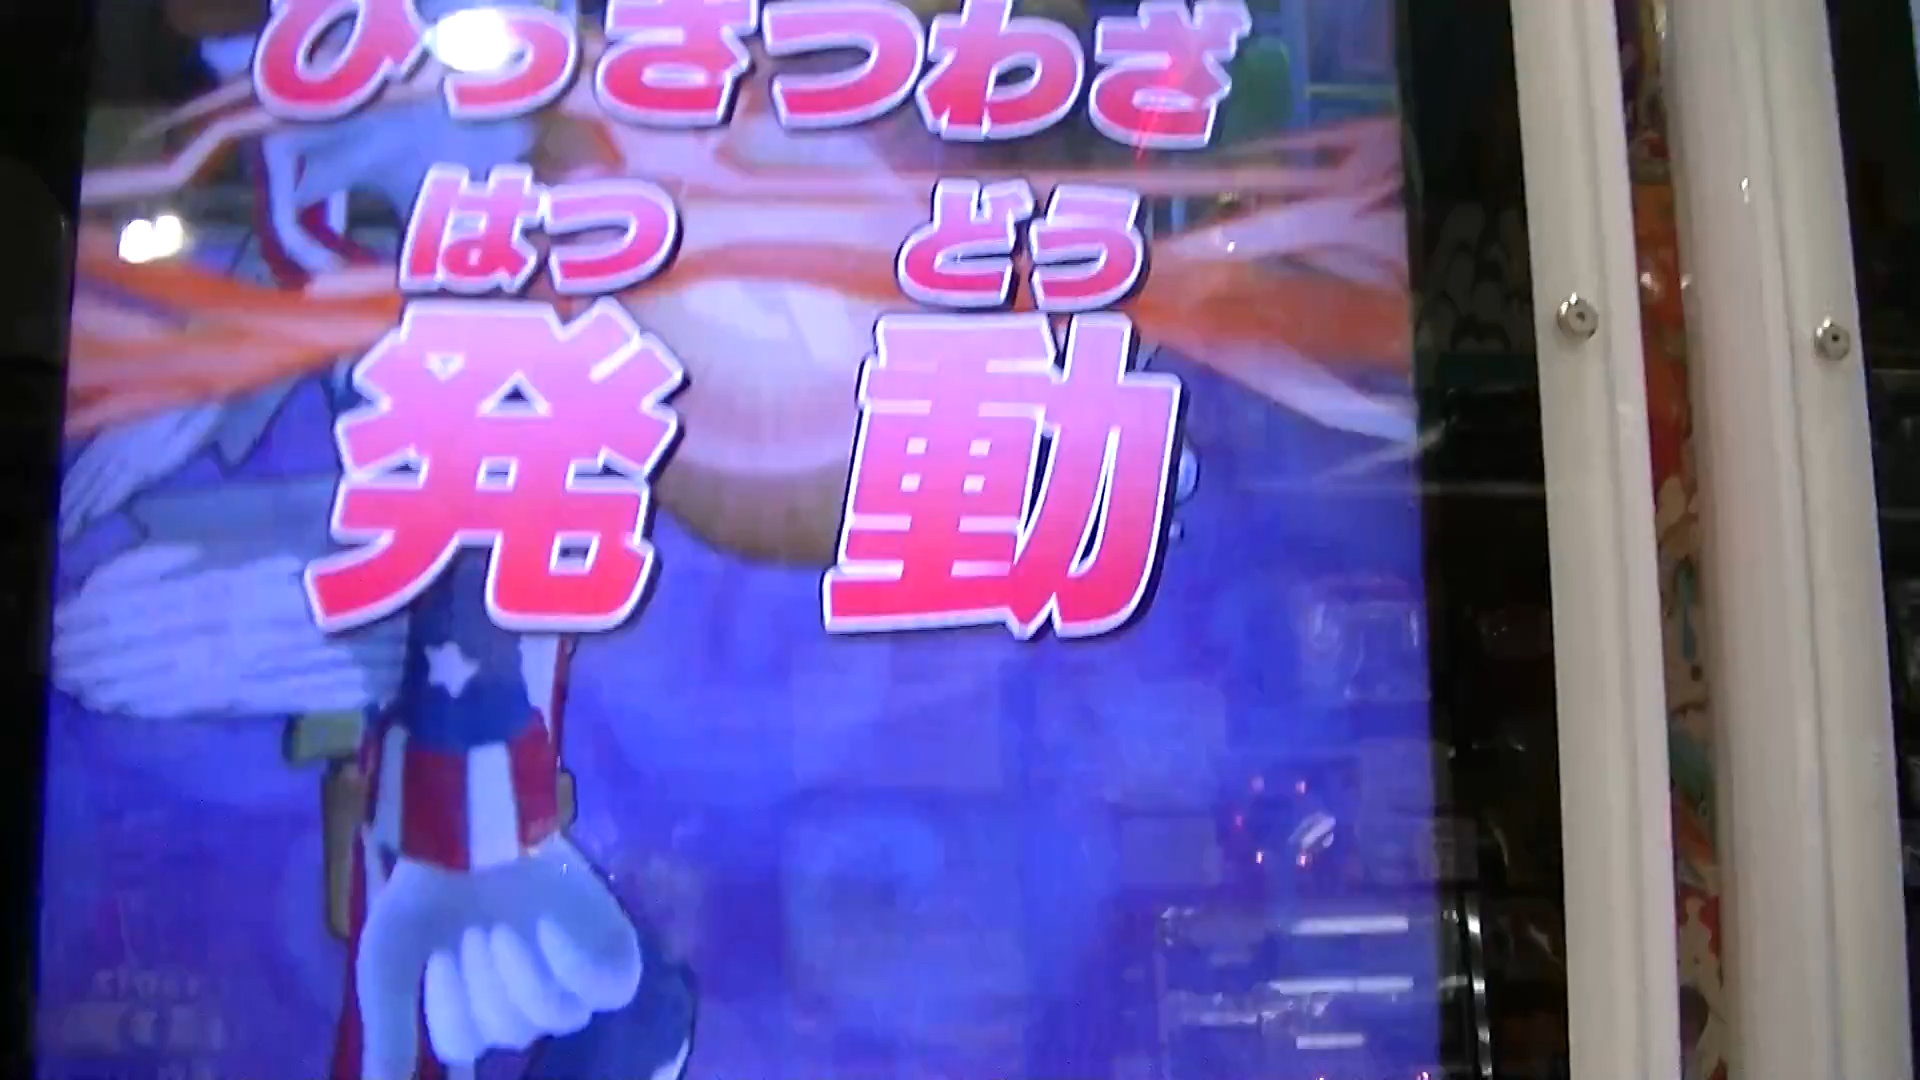 ひっさつわざ
はつ どう
発 動